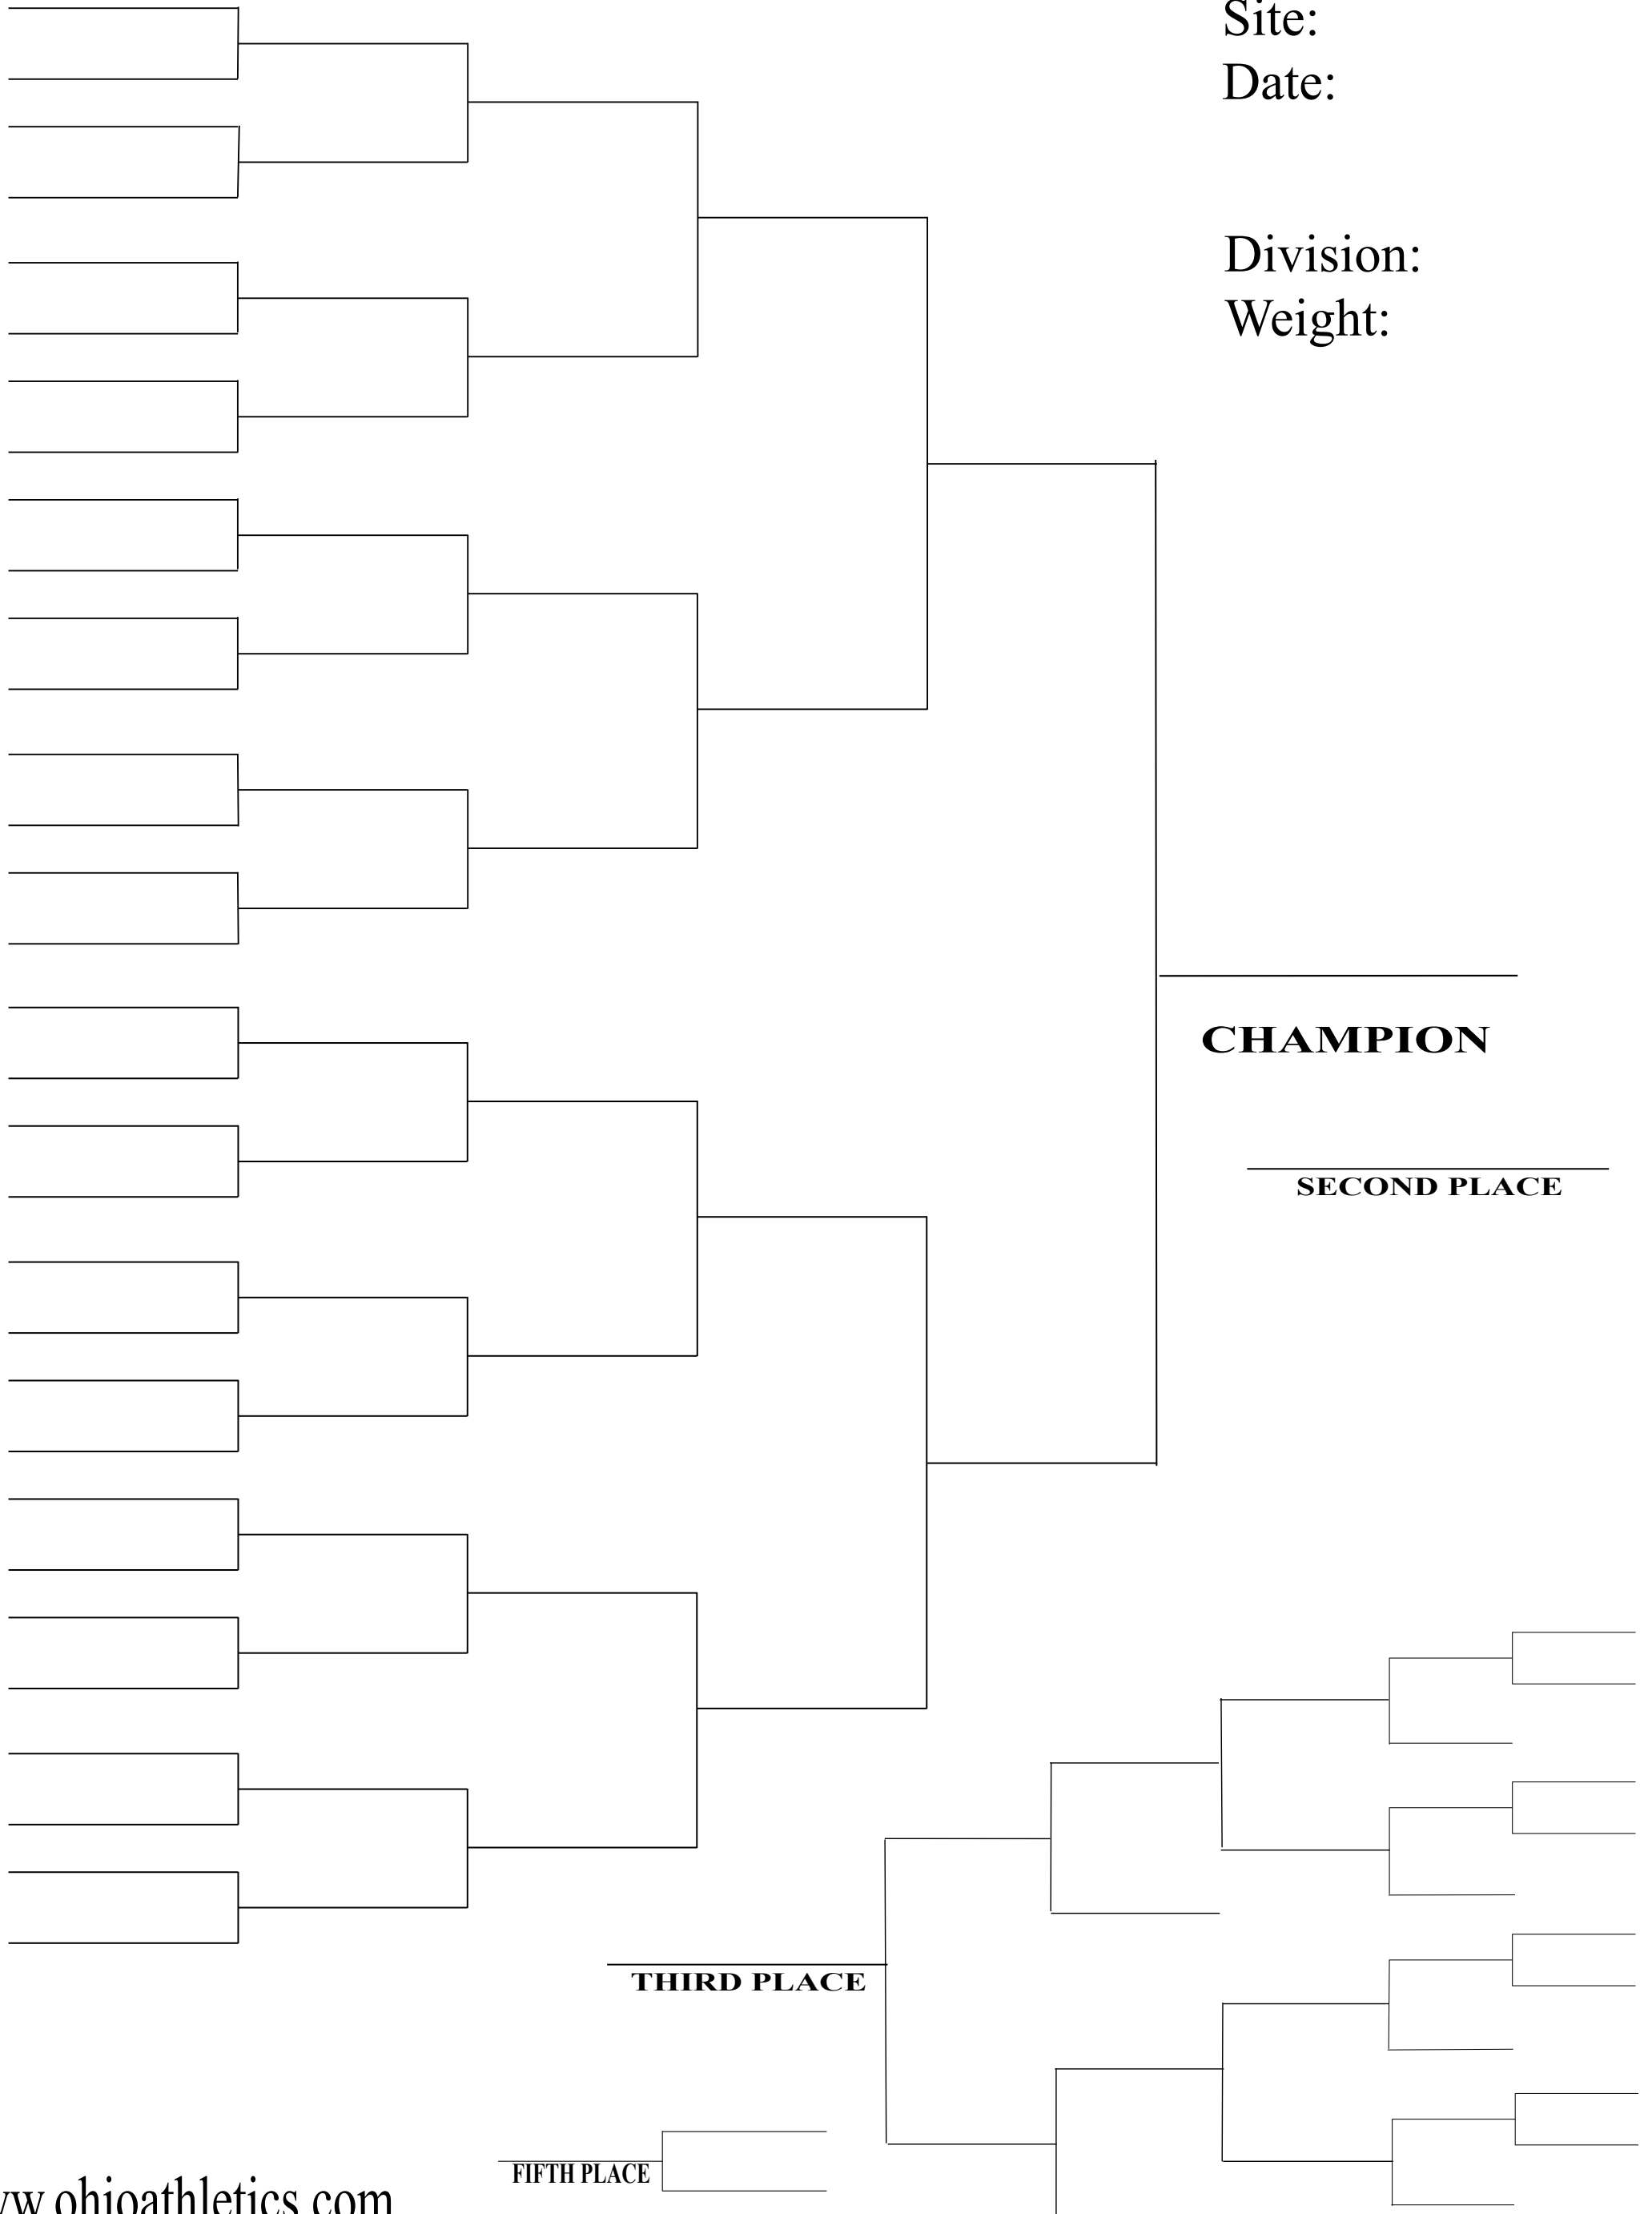 Site:
Date:
Division:
Weight:
CHAMPION
SECOND PLACE
THIRD PLACE
FIFTH PLACE
w.ohioathletics.com